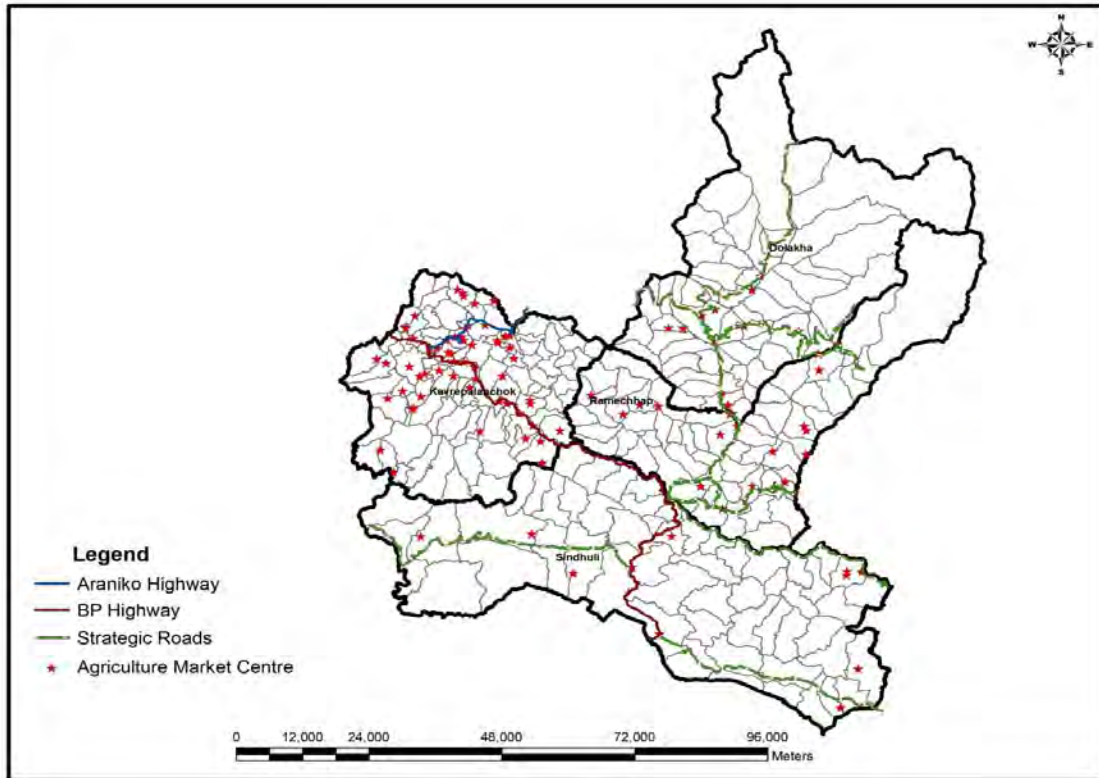 N
W E
S
Dolakha
Kavrepalanchok
Ramechhap
Sindhuli
Legend
Araniko Highway
BP Highway
Strategic Roads
Agriculture Market Centre
0 12,000 24,000 48,000 72,000 96,000
Meters